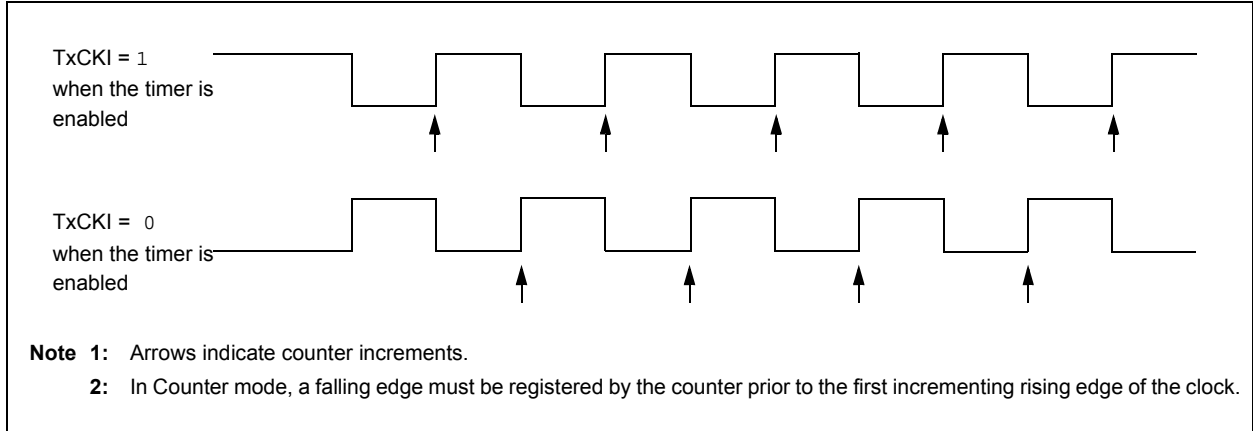 TxCKI = 1
when the timer is
enabled
TxCKI = 0
when the timer is
enabled
Note 1: Arrows indicate counter increments.
2: In Counter mode, a falling edge must be registered by the counter prior to the first incrementing rising edge of the clock.